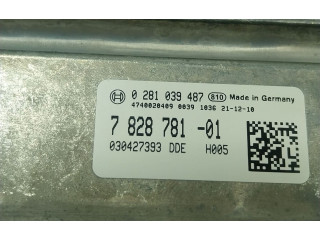 0 281 039 487 810 Made in Germany
4740020409 0039 1036 21-12-10
7 828 781 -01
030427393 DDE H005